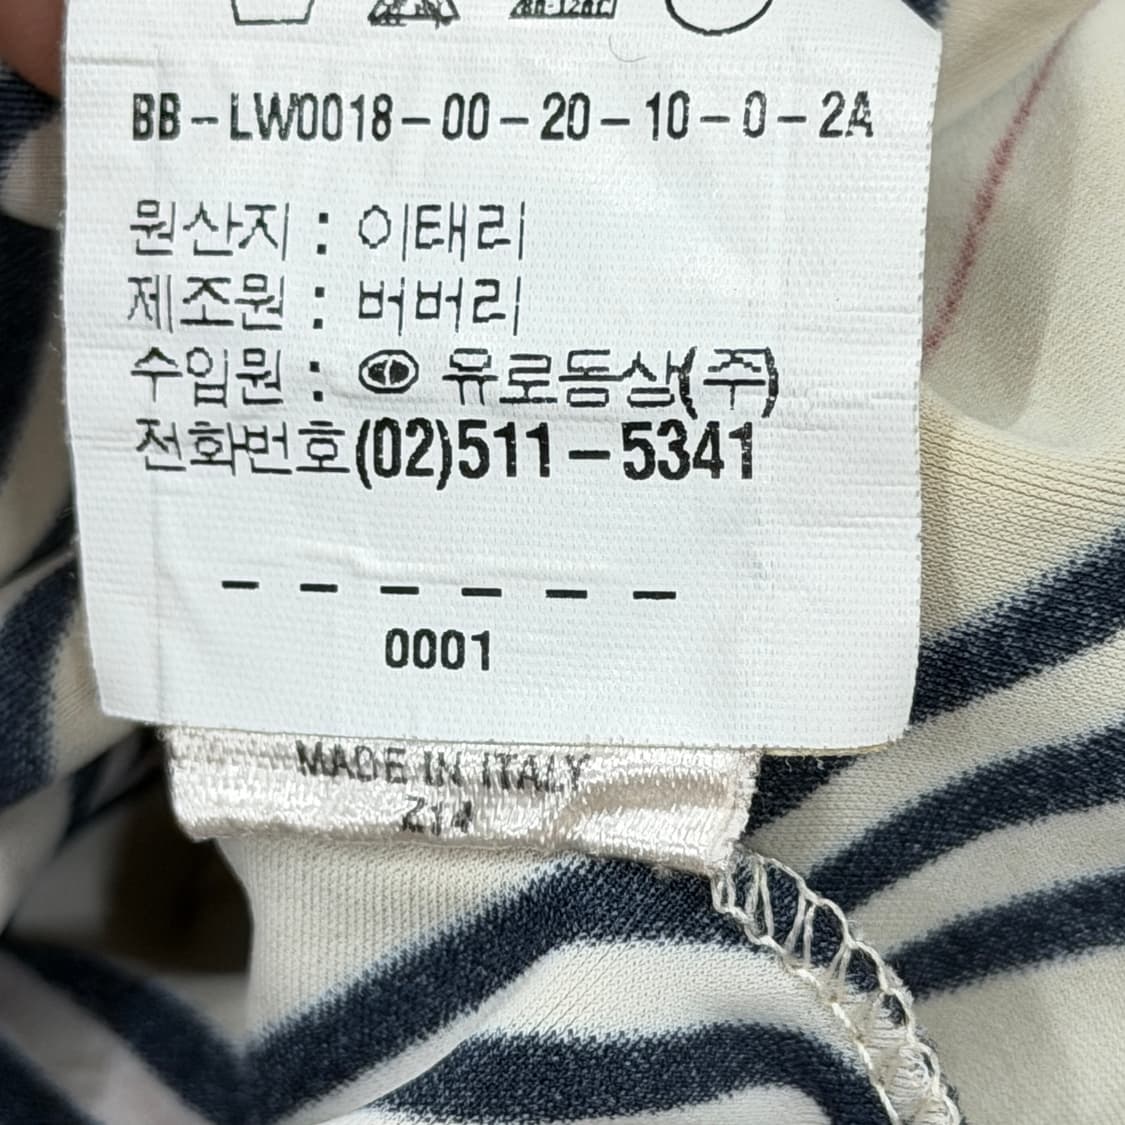 BB-LW0018-00-20-10-0-2A
원산지 : 이태리
제조원 : 버버리
수입원 : 유로통상(주)
전화번호(02)511-5341
0001
MADE IN ITALY